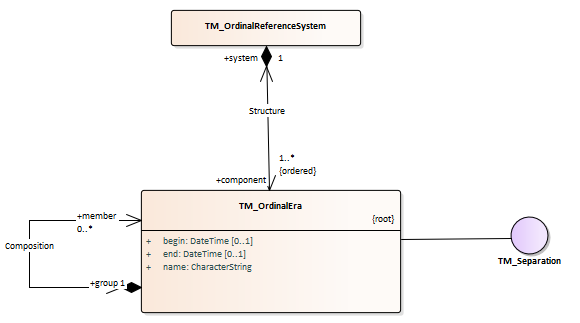 TM_OrdinalReferenceSystem
+system 1
Structure
1..*
{ordered}
+component
TM_OrdinalEra
{root}
+ begin: DateTime [0..1]
+ end: DateTime [0..1]
+ name: CharacterString
+member
0..*
Composition
+group 1
TM_Separation